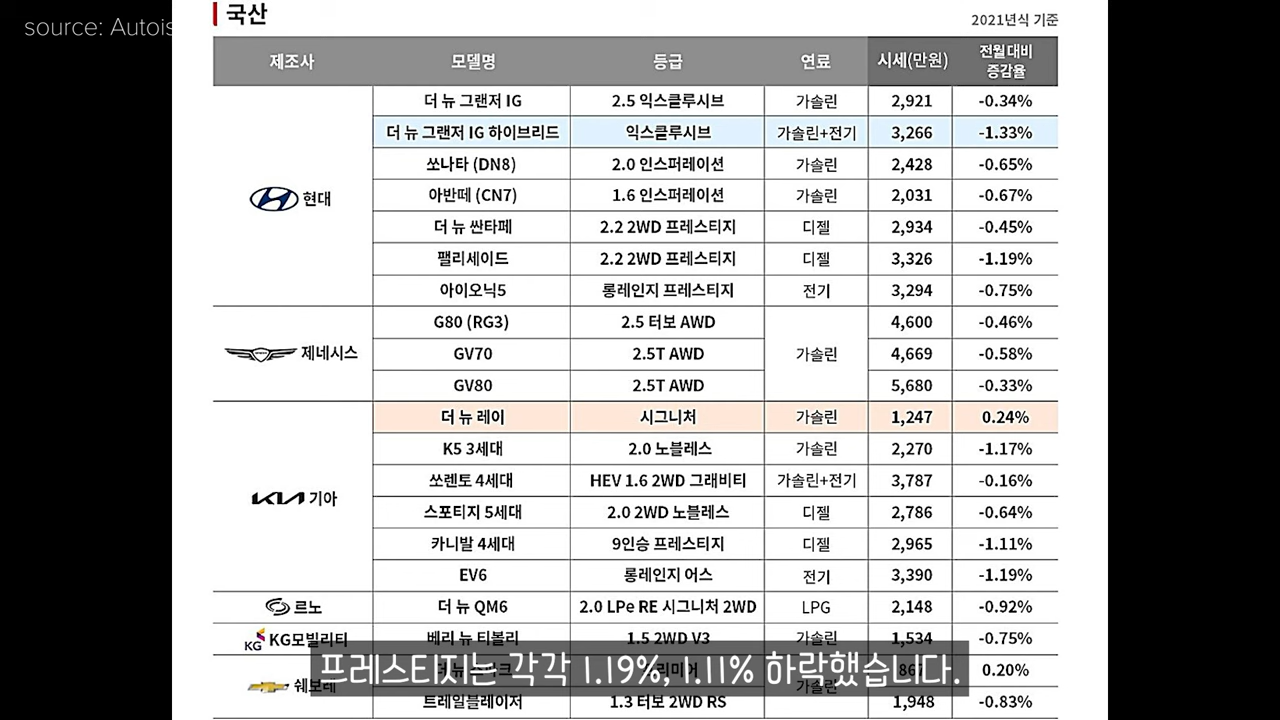 source: Autois
국산
2021년식 기준
제조사 모델명 등급 연료 시세(만원) 전월대비 증감율
더 뉴 그랜저 IG 2.5 익스클루시브 가솔린 2,921 -0.34%
더 뉴 그랜저 IG 하이브리드 익스클루시브 가솔린+전기 3,266 -1.33%
쏘나타 (DN8) 2.0 인스퍼레이션 가솔린 2,428 -0.65%
현대 아반떼 (CN7) 1.6 인스퍼레이션 가솔린 2,031 -0.67%
더 뉴 싼타페 2.2 2WD 프레스티지 디젤 2,934 -0.45%
팰리세이드 2.2 2WD 프레스티지 디젤 3,326 -1.19%
아이오닉5 롱레인지 프레스티지 전기 3,294 -0.75%
G80 (RG3) 2.5 터보 AWD 4,600 -0.46%
제네시스 GV70 2.5T AWD 가솔린 4,669 -0.58%
GV80 2.5T AWD 5,680 -0.33%
더 뉴 레이 시그니처 가솔린 1,247 0.24%
K5 3세대 2.0 노블레스 가솔린 2,270 -1.17%
쏘렌토 4세대 HEV 1.6 2WD 그래비티 가솔린+전기 3,787 -0.16%
KIA 기아 스포티지 5세대 2.0 2WD 노블레스 디젤 2,786 -0.64%
카니발 4세대 9인승 프레스티지 디젤 2,965 -1.11%
EV6 롱레인지 어스 전기 3,390 -1.19%
르노 더 뉴 QM6 2.0 LPe RE 시그니처 2WD LPG 2,148 -0.92%
KG KG모빌리티 베리 뉴 티볼리 1.5 2WD V3 가솔린 1,534 -0.75%
쉐보레 더 뉴 867 0.20%
가솔린
트레일블레이저 1.3 터보 2WD RS 1,948 -0.83%
프레스티지는 각각 1.19%, 1.11% 하락했습니다.